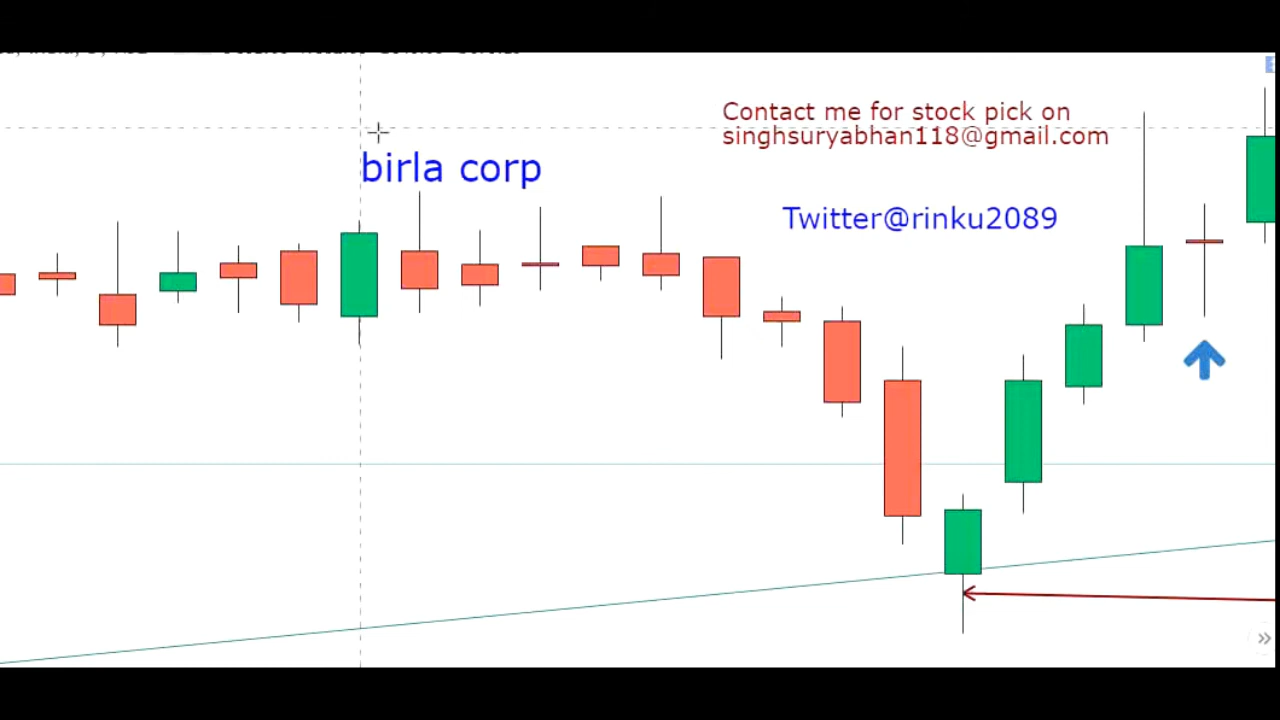 Contact me for stock pick on
singhsuryabhan118@gmail.com
birla corp
Twitter@rinku2089